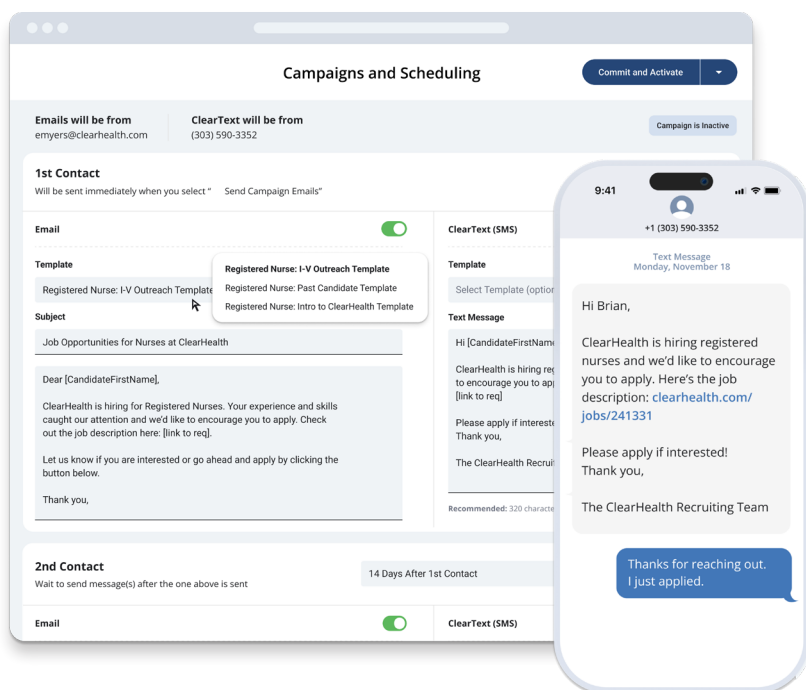 Campaigns and Scheduling
Commit and Activate
Emails will be from
emyers@clearhealth.com
ClearText will be from
(303) 590-3352
Campaign is Inactive
1st Contact
Will be sent immediately when you select “ Send Campaign Emails”
Email
Template
Registered Nurse: I-V Outreach Template
Registered Nurse: I-V Outreach Template
Registered Nurse: Past Candidate Template
Registered Nurse: Intro to ClearHealth Template
Subject
Job Opportunities for Nurses at ClearHealth
Dear [CandidateFirstName],
ClearHealth is hiring for Registered Nurses. Your experience and skills
caught our attention and we'd like to encourage you to apply. Check
out the job description here: [link to req].
Let us know if you are interested or go ahead and apply by clicking the
button below.
Thank you,
ClearText (SMS)
Template
Select Template (option
Text Message
Hi [CandidateFirstName
ClearHealth is hiring reg
to encourage you to app
[link to req]
Please apply if intereste
Thank you,
The ClearHealth Recruit
Recommended: 320 characte
2nd Contact
Wait to send message(s) after the one above is sent
14 Days After 1st Contact
Email
ClearText (SMS)
9:41
+1 (303) 590-3352
Text Message
Monday, November 18
Hi Brian,
ClearHealth is hiring registered
nurses and we'd like to encourage
you to apply. Here's the job
description: clearhealth.com/
jobs/241331
Please apply if interested!
Thank you,
The ClearHealth Recruiting Team
Thanks for reaching out.
I just applied.